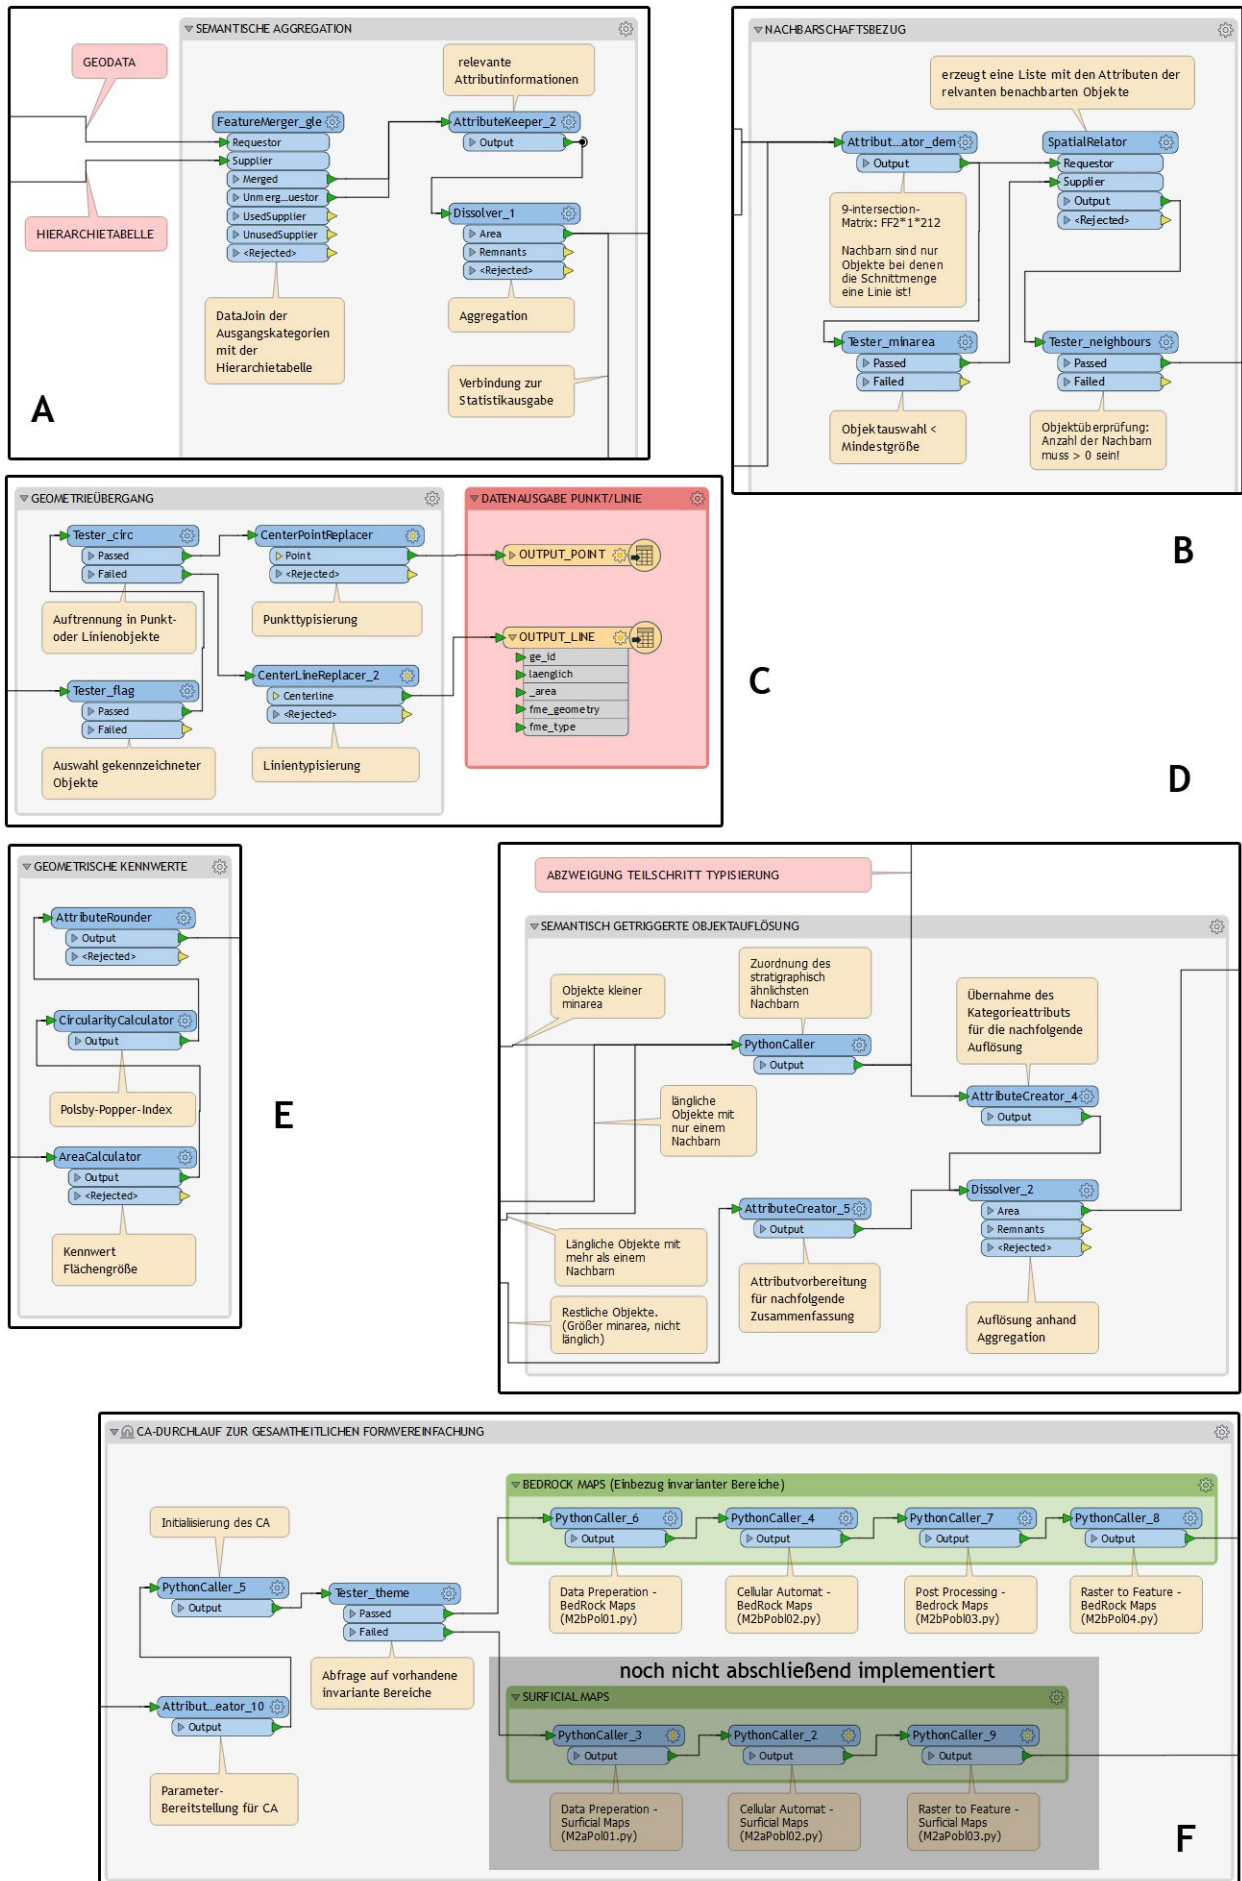 SEMANTISCHE AGGREGATION
GEODATA
relevante
Attributinformationen
FeatureMerger_gle
Requestor
Supplier
Merged
Unmerg...uestor
UsedSupplier
UnusedSupplier
<Rejected>
AttributeKeeper_2
Output
Dissolver_1
Area
Remnants
<Rejected>
HIERARCHIETABELLE
DataJoin der
Ausgangskategorien
mit der
Hierarchietabelle
Aggregation
Verbindung zur
Statistikausgabe
A
NACHBARSCHAFTSBEZUG
erzeugt eine Liste mit den Attributen der
relvanten benachbarten Objekte
Attribut...ator_dem
Output
SpatialRelator
Requestor
Supplier
Output
<Rejected>
9-intersection-
Matrix: FF2*1*212
Nachbarn sind nur
Objekte bei denen
die Schnittmenge
eine Linie ist!
Tester_minarea
Passed
Failed
Tester_neighbours
Passed
Failed
Objektauswahl <
Mindestgröße
Objektüberprüfung:
Anzahl der Nachbarn
muss > 0 sein!
B
GEOMETRIEÜBERGANG
Tester_circ
Passed
Failed
CenterPointReplacer
Point
<Rejected>
Auftrennung in Punkt-
oder Linienobjekte
Punkttypisierung
Tester_flag
Passed
Failed
CenterLineReplacer_2
Centerline
<Rejected>
Auswahl gekennzeichneter
Objekte
Linientypisierung
DATENAUSGABE PUNKT/LINIE
OUTPUT_POINT
OUTPUT_LINE
ge_id
laenglich
_area
fme_geometry
fme_type
C
D
GEOMETRISCHE KENNWERTE
AttributeRounder
Output
<Rejected>
CircularityCalculator
Output
Polsby-Popper-Index
AreaCalculator
Output
<Rejected>
Kennwert
Flächengröße
E
ABZWEIGUNG TEILSCHRITT TYPISIERUNG
SEMANTISCH GETRIGGERTE OBJEKTAUFLÖSUNG
Objekte kleiner
minarea
Zuordnung des
stratigraphisch
ähnlichsten
Nachbarn
Übernahme des
Kategorieattributs
für die nachfolgende
Auflösung
PythonCaller
Output
längliche
Objekte mit
nur einem
Nachbarn
AttributeCreator_4
Output
AttributeCreator_5
Output
Dissolver_2
Area
Remnants
<Rejected>
Längliche Objekte mit
mehr als einem
Nachbarn
Restliche Objekte.
(Größer minarea, nicht
länglich)
Attributvorbereitung
für nachfolgende
Zusammenfassung
Auflösung anhand
Aggregation
CA-DURCHLAUF ZUR GESAMTHEITLICHEN FORMVEREINFACHUNG
Initialisierung des CA
BEDROCK MAPS (Einbezug invarianter Bereiche)
PythonCaller_6
Output
PythonCaller_4
Output
PythonCaller_7
Output
PythonCaller_8
Output
Data Preperation -
BedRock Maps
(M2bPol01.py)
Cellular Automat -
BedRock Maps
(M2bPobl02.py)
Post Processing -
Bedrock Maps
(M2bPobl03.py)
Raster to Feature -
BedRock Maps
(M2bPol04.py)
PythonCaller_5
Output
Tester_theme
Passed
Failed
Abfrage auf vorhandene
invariante Bereiche
Attribut...eator_10
Output
Parameter-
Bereitstellung für CA
noch nicht abschließend implementiert
SURFICIAL MAPS
PythonCaller_3
Output
PythonCaller_2
Output
PythonCaller_9
Output
Data Preperation -
Surficial Maps
(M2aPol01.py)
Cellular Automat -
Surficial Maps
(M2aPobl02.py)
Raster to Feature -
Surficial Maps
(M2aPobl03.py)
F